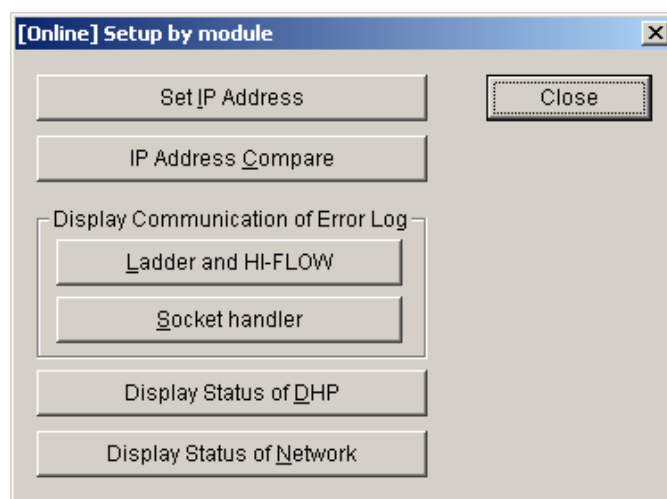 [Online] Setup by module
Set IP Address
Close
IP Address Compare
Display Communication of Error Log
Ladder and HI-FLOW
Socket handler
Display Status of DHP
Display Status of Network